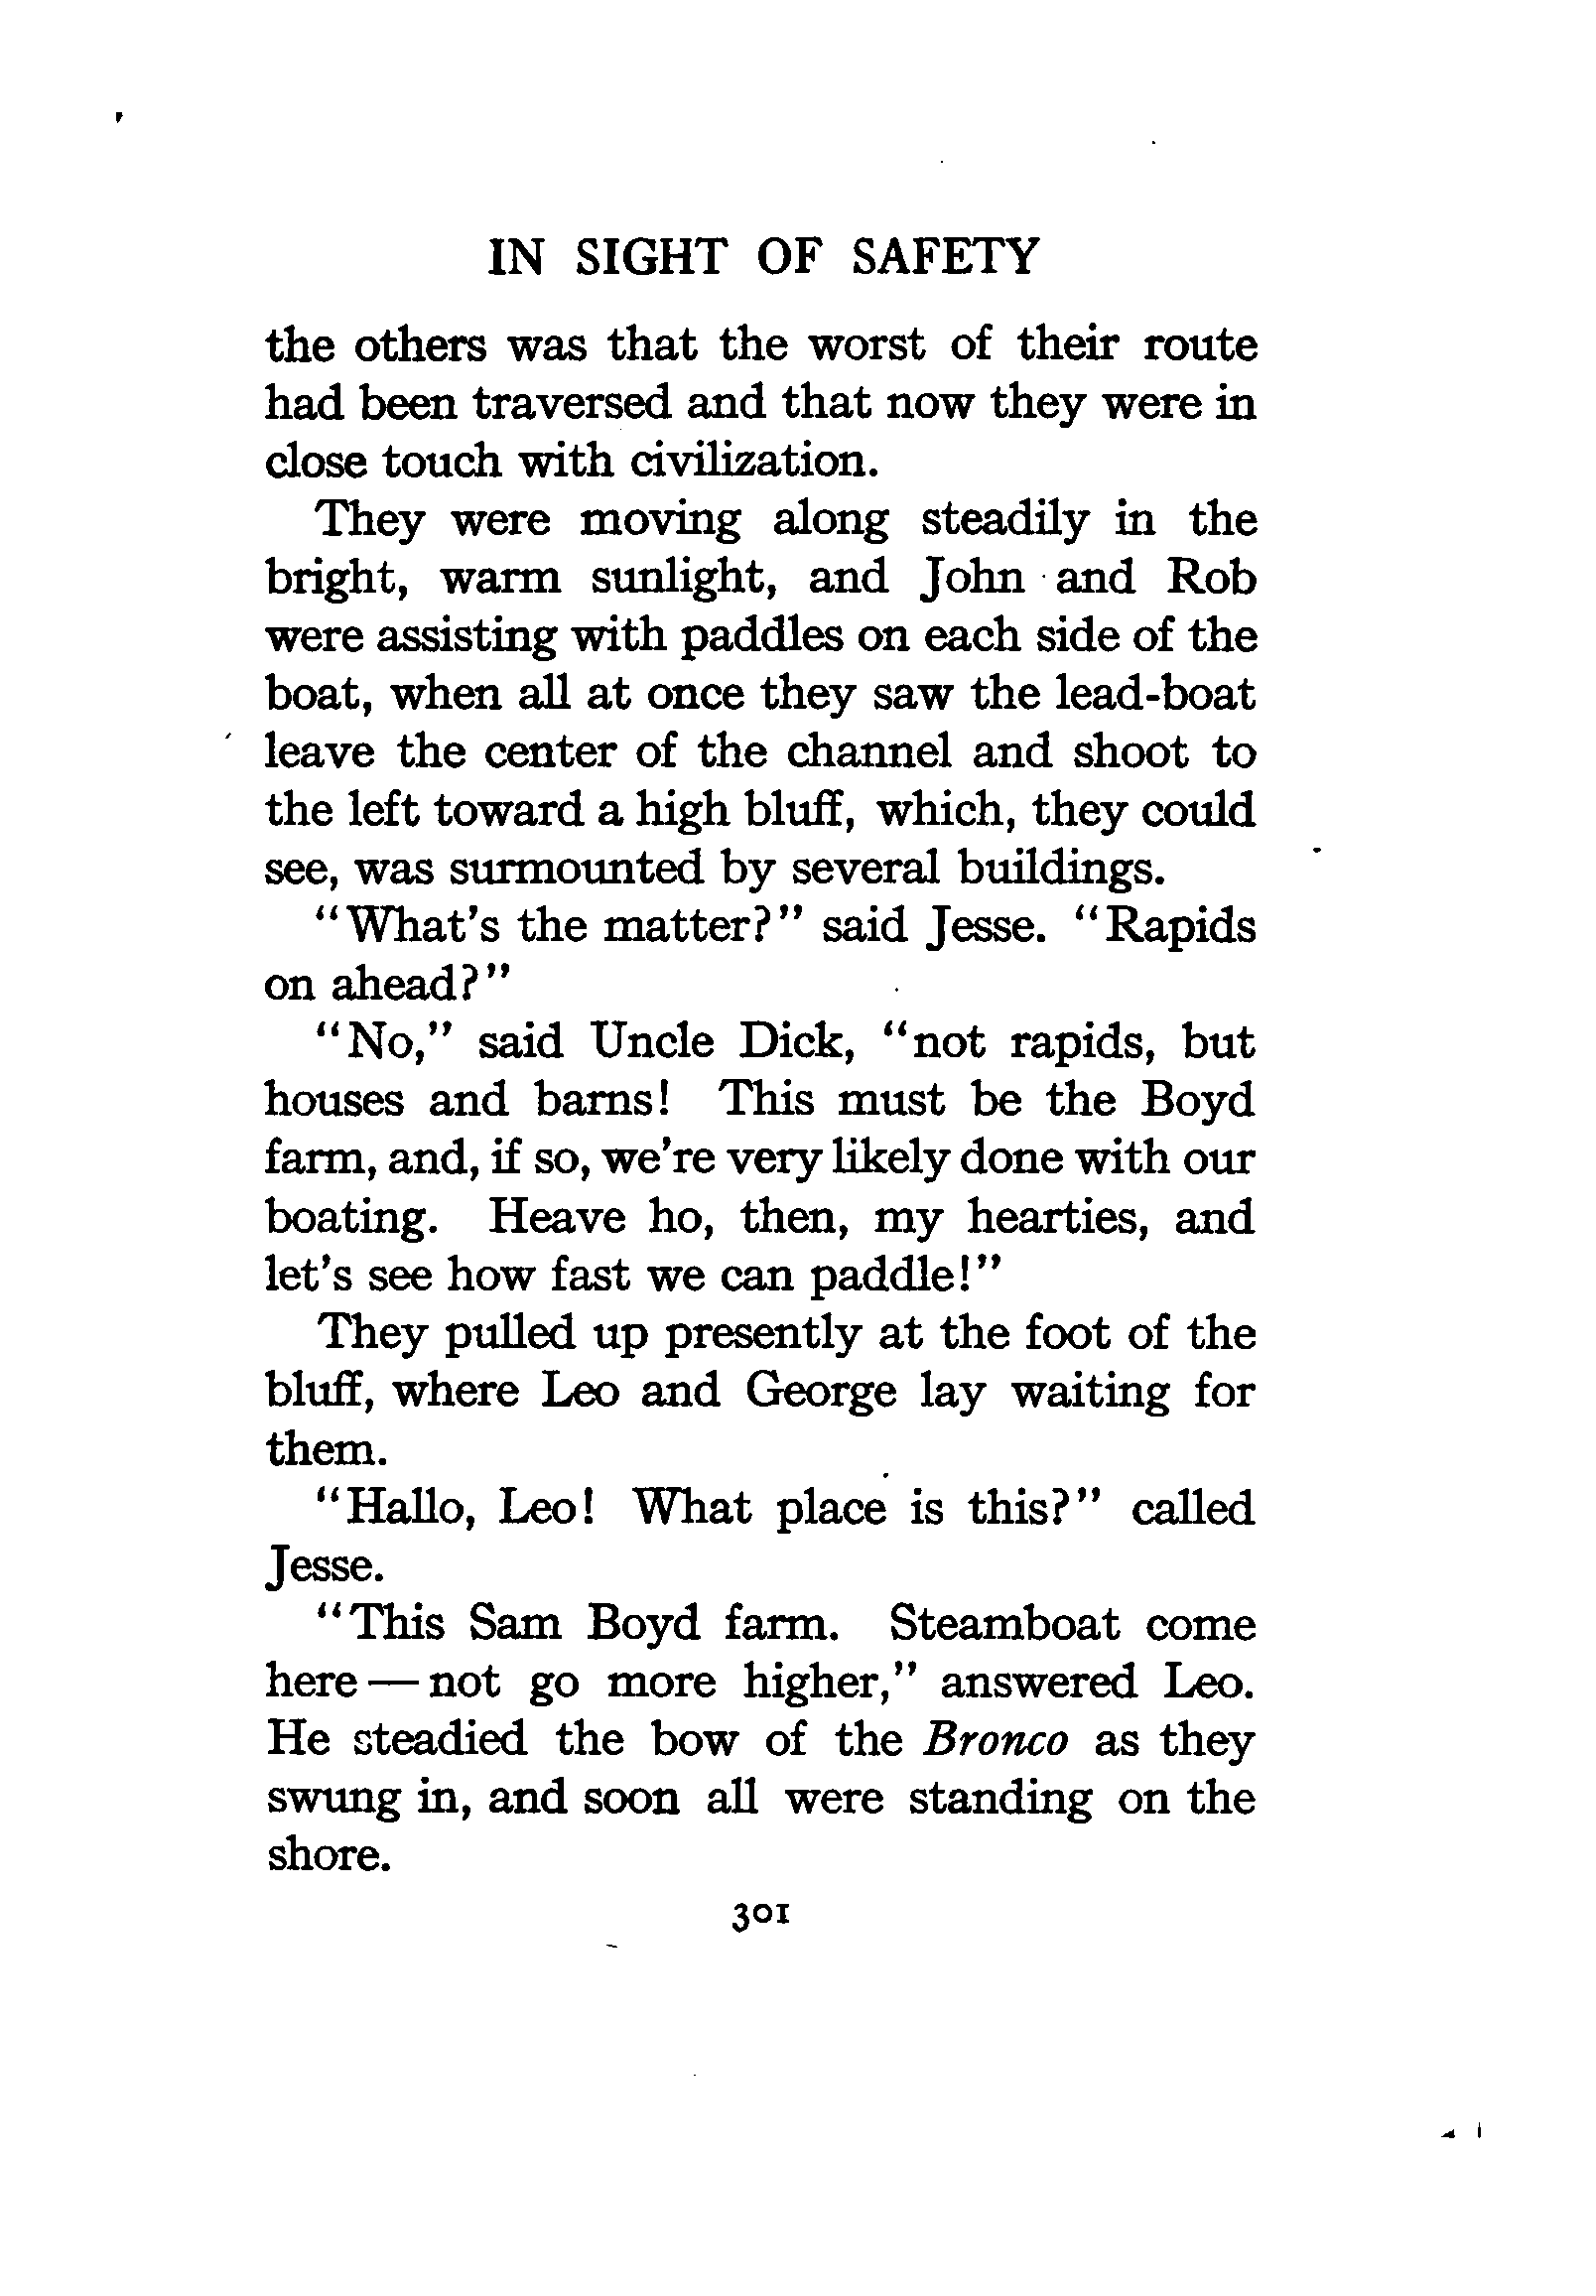 IN SIGHT OF SAFETY
the others was that the worst of their route
had been traversed and that now they were in
close touch with civilization.
They were moving along steadily in the
bright, warm sunlight, and John and Rob
were assisting with paddles on each side of the
boat, when all at once they saw the lead-boat
leave the center of the channel and shoot to
the left toward a high bluff, which, they could
see, was surmounted by several buildings.
"What's the matter?" said Jesse. "Rapids
on ahead?"
"No," said Uncle Dick, "not rapids, but
houses and barns! This must be the Boyd
farm, and, if so, we're very likely done with our
boating. Heave ho, then, my hearties, and
let's see how fast we can paddle!"
They pulled up presently at the foot of the
bluff, where Leo and George lay waiting for
them.
"Hallo, Leo! What place is this?" called
Jesse.
"This Sam Boyd farm. Steamboat come
here—not go more higher," answered Leo.
He steadied the bow of the Bronco as they
swung in, and soon all were standing on the
shore.
301